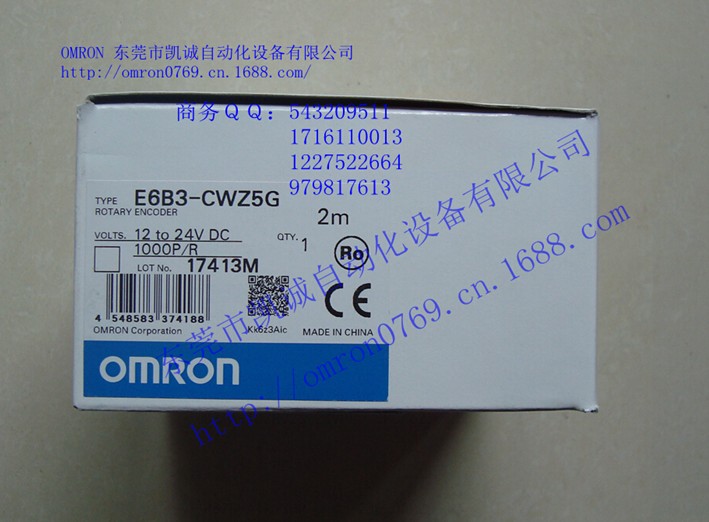 OMRON 东莞市凯诚自动化设备有限公司
http://omron0769.cn.1688.com/
商务QQ: 543209511
1716110013
1227522664
979817613
TYPE E6B3-CWZ5G
ROTARY ENCODER
2m
VOLTS. 12 to 24V DC
QTY. 1
1000P/R
LOT No. 17413M
Ro
CE
4 548583 374188
Kk6z3Aic
OMRON Corporation
MADE IN CHINA
OMRON
东莞市凯诚自动化设备有限公司
http://omron0769.cn.1688.com